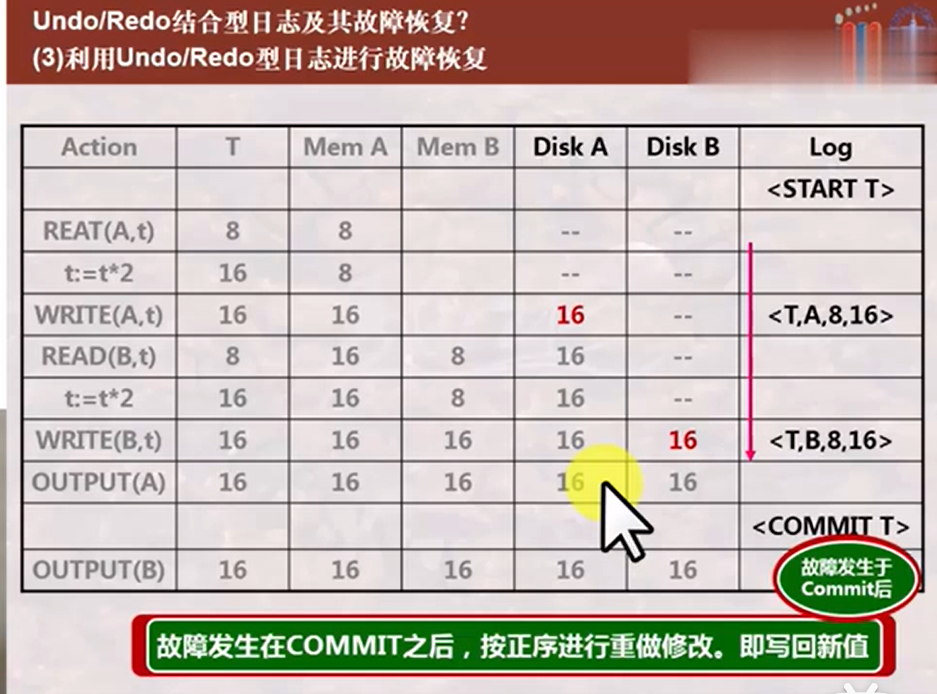 Undo/Redo结合型日志及其故障恢复?
(3)利用Undo/Redo型日志进行故障恢复
Action T Mem A Mem B Disk A Disk B Log
<START T>
REAT(A,t) 8 8 -- --
t:=t*2 16 8 -- --
WRITE(A,t) 16 16 16 -- <T,A,8,16>
READ(B,t) 8 16 8 16 --
t:=t*2 16 16 8 16 --
WRITE(B,t) 16 16 16 16 16 <T,B,8,16>
OUTPUT(A) 16 16 16 16 16
<COMMIT T>
OUTPUT(B) 16 16 16 16 16
故障发生于
Commit后
故障发生在COMMIT之后，按正序进行重做修改。即写回新值